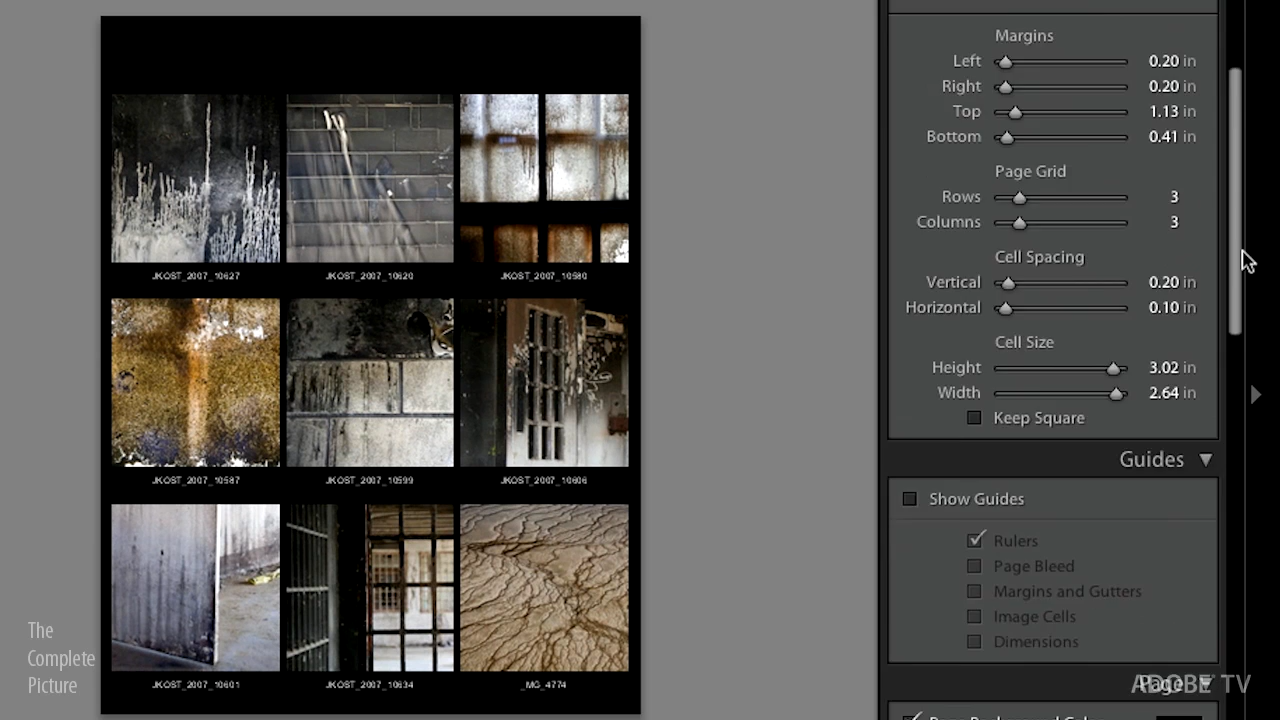 Margins
Left 0.20 in
Right 0.20 in
Top 1.13 in
Bottom 0.41 in
Page Grid
Rows 3
Columns 3
Cell Spacing
Vertical 0.20 in
Horizontal 0.10 in
Cell Size
Height 3.02 in
Width 2.64 in
Keep Square
Guides
Show Guides
Rulers
Page Bleed
Margins and Gutters
Image Cells
Dimensions
Page
JKOST_2007_10627 JKOST_2007_10620 JKOST_2007_10580
JKOST_2007_10587 JKOST_2007_10599 JKOST_2007_10606
JKOST_2007_10601 JKOST_2007_10634 _MG_4774
The
Complete
Picture
ADOBE TV